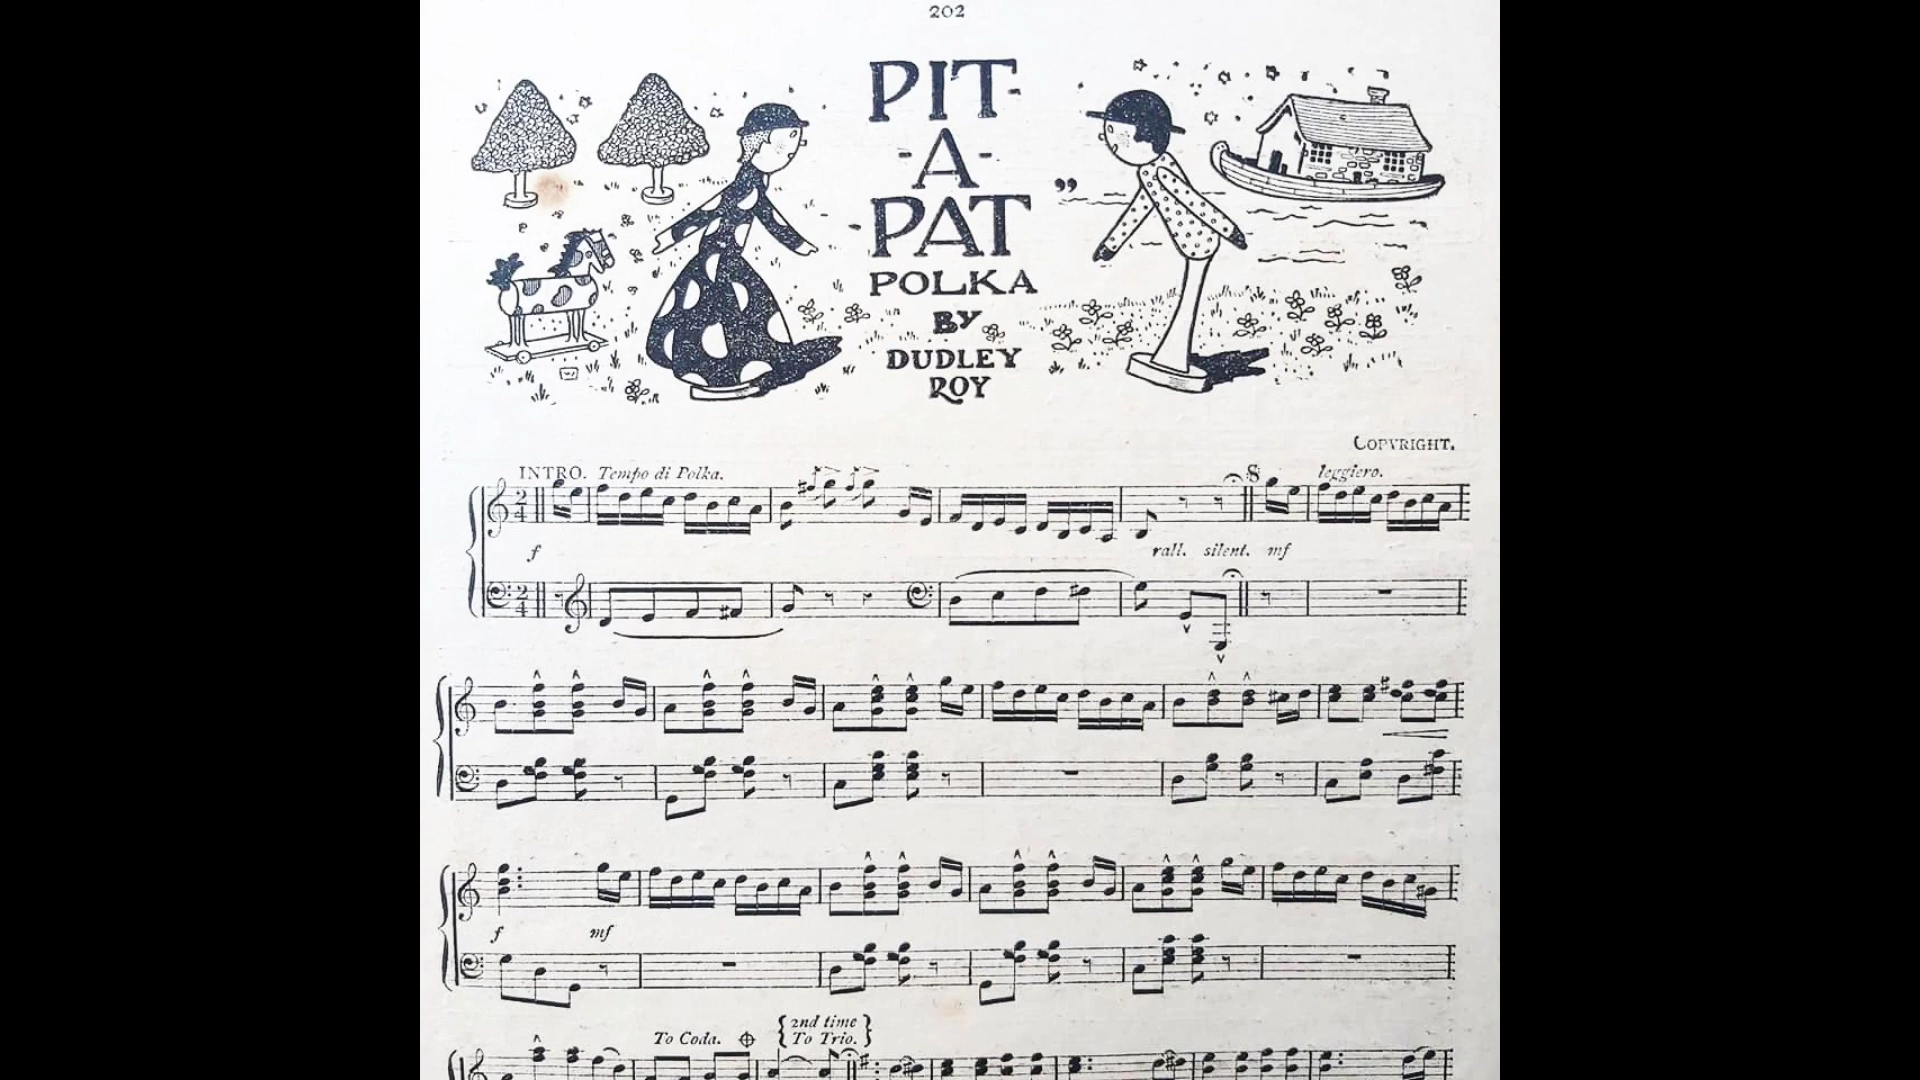 202
PIT-
-A-
-PAT
POLKA
BY
DUDLEY
ROY
COPYRIGHT.
INTRO. Tempo di Polka.
leggiero.
f
rall. silent. mf
f mf
To Coda.
2nd time
To Trio.